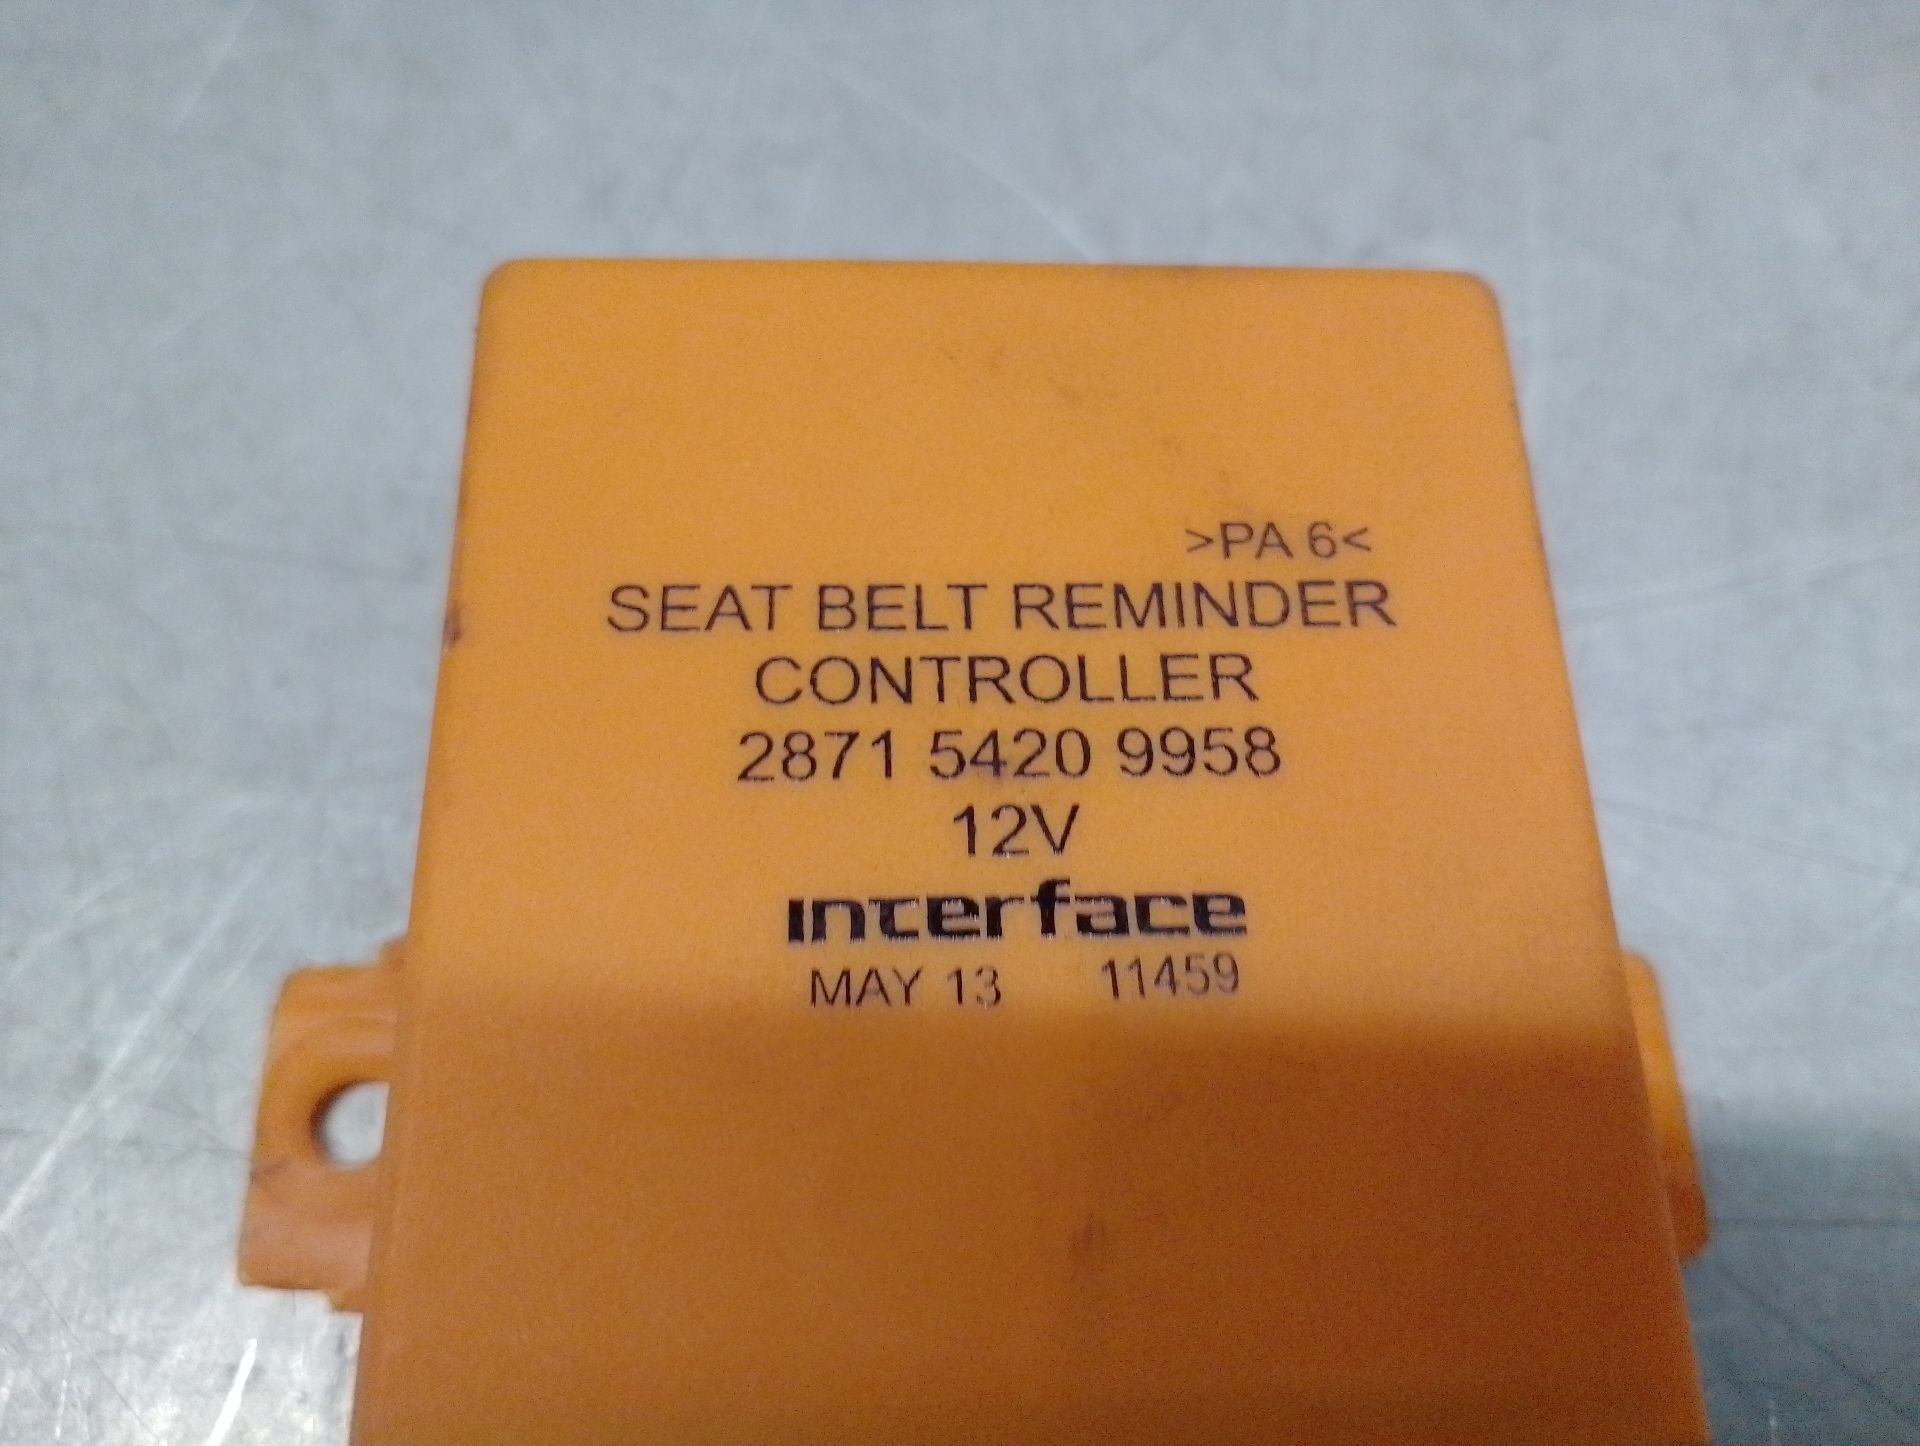 >PA 6<
SEAT BELT REMINDER
CONTROLLER
2871 5420 9958
12V
interface
MAY 13 11459